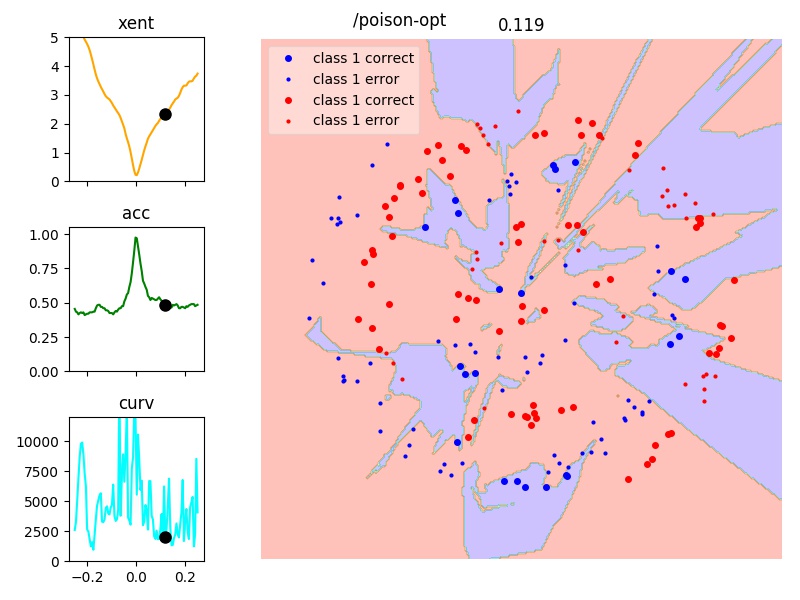 /poison-opt
0.119
xent
5
4
3
2
1
0
acc
1.00
0.75
0.50
0.25
0.00
curv
10000
7500
5000
2500
0
−0.2 0.0 0.2
class 1 correct
class 1 error
class 1 correct
class 1 error